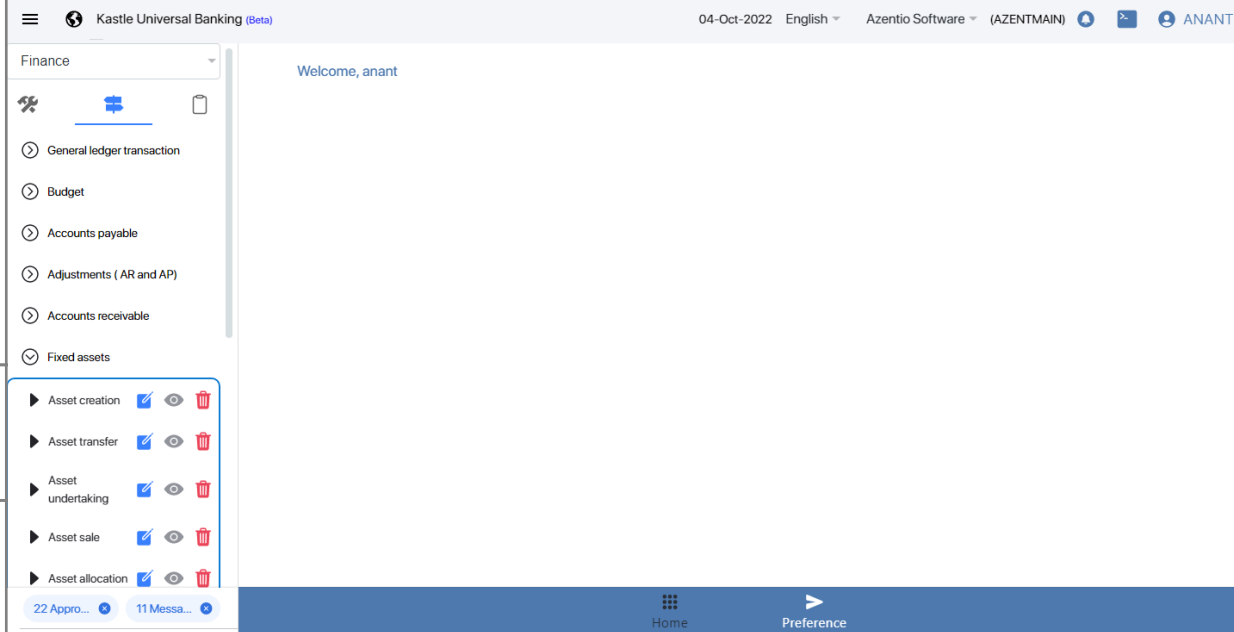 Kastle Universal Banking (Beta)
04-Oct-2022 English Azentio Software (AZENTMAIN) ANANT
Finance
Welcome, anant
General ledger transaction
Budget
Accounts payable
Adjustments ( AR and AP)
Accounts receivable
Fixed assets
Asset creation
Asset transfer
Asset
undertaking
Asset sale
Asset allocation
22 Appro... 11 Messa...
Home Preference